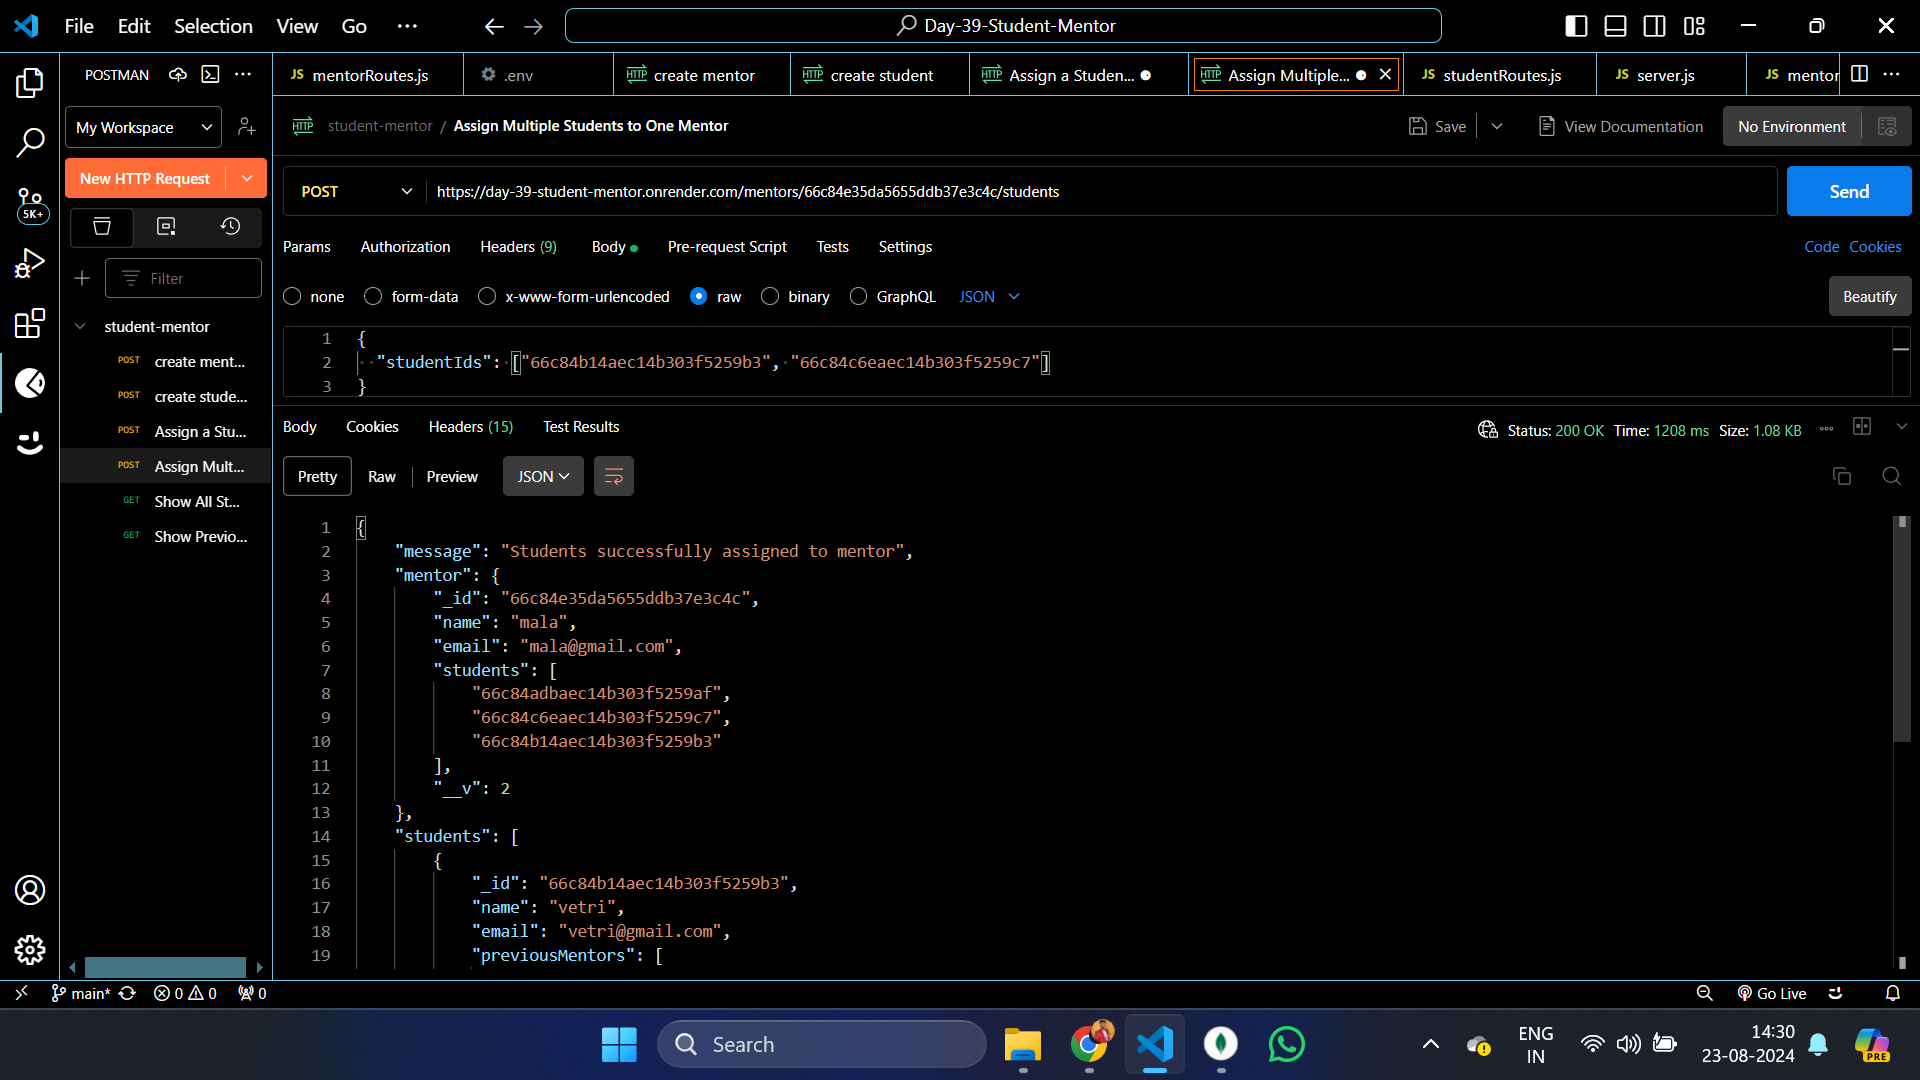 File Edit Selection View Go ...
Day-39-Student-Mentor
POSTMAN
JS mentorRoutes.js
.env
HTTP create mentor
HTTP create student
HTTP Assign a Studen...
HTTP Assign Multiple...
JS studentRoutes.js
JS server.js
JS mentor
My Workspace
HTTP student-mentor / Assign Multiple Students to One Mentor
Save
View Documentation
No Environment
New HTTP Request
POST https://day-39-student-mentor.onrender.com/mentors/66c84e35da5655ddb37e3c4c/students
Send
5K+
Params Authorization Headers (9) Body Pre-request Script Tests Settings
Code Cookies
Filter
none form-data x-www-form-urlencoded raw binary GraphQL JSON
Beautify
student-mentor
POST create ment...
POST create stude...
POST Assign a Stu...
POST Assign Mult...
GET Show All St...
GET Show Previo...
1 {
2 "studentIds": ["66c84b14aec14b303f5259b3", "66c84c6eaec14b303f5259c7"]
3 }
Body Cookies Headers (15) Test Results
Status: 200 OK Time: 1208 ms Size: 1.08 KB
Pretty Raw Preview JSON
1 {
2 "message": "Students successfully assigned to mentor",
3 "mentor": {
4 "_id": "66c84e35da5655ddb37e3c4c",
5 "name": "mala",
6 "email": "mala@gmail.com",
7 "students": [
8 "66c84adbaec14b303f5259af",
9 "66c84c6eaec14b303f5259c7",
10 "66c84b14aec14b303f5259b3"
11 ],
12 "__v": 2
13 },
14 "students": [
15 {
16 "_id": "66c84b14aec14b303f5259b3",
17 "name": "vetri",
18 "email": "vetri@gmail.com",
19 "previousMentors": [
main* 0 0 0
Go Live
Search
ENG
IN
14:30
23-08-2024
PRE